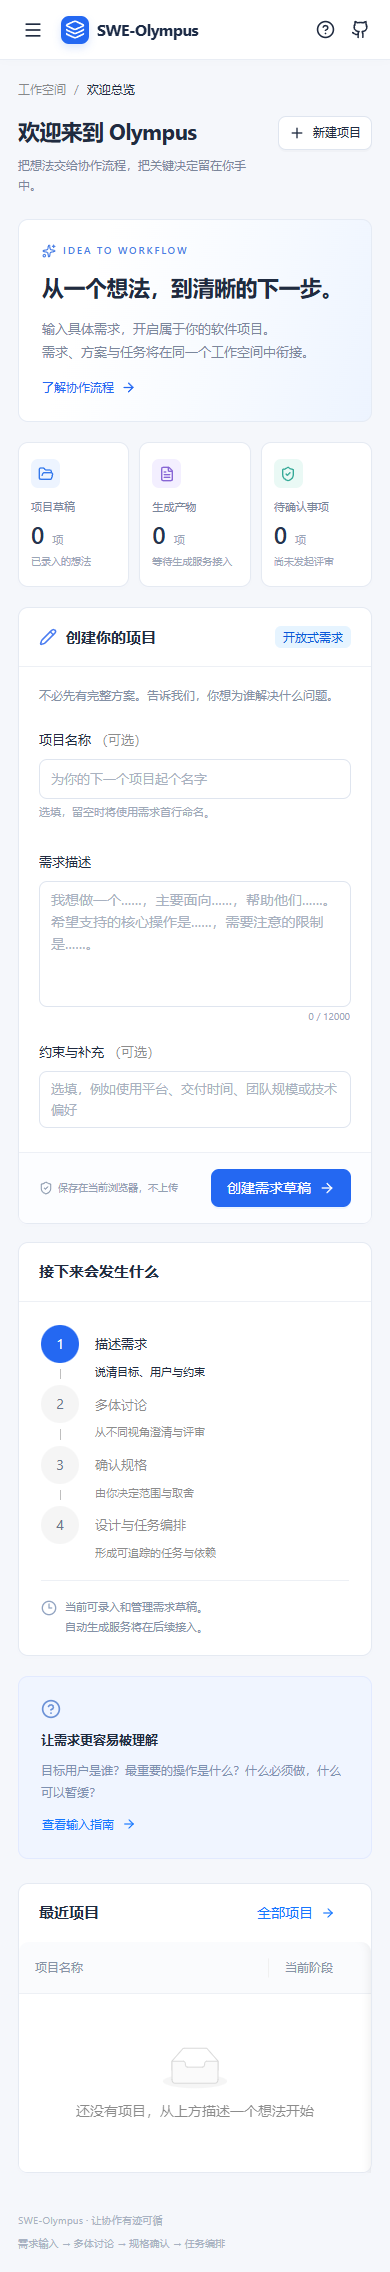 SWE-Olympus
工作空间 / 欢迎总览
欢迎来到 Olympus
新建项目
把想法交给协作流程，把关键决定留在你手
中。
IDEA TO WORKFLOW
从一个想法，到清晰的下一步。
输入具体需求，开启属于你的软件项目。
需求、方案与任务将在同一个工作空间中衔接。
了解协作流程
项目草稿
0 项
已录入的想法
生成产物
0 项
等待生成服务接入
待确认事项
0 项
尚未发起评审
创建你的项目
开放式需求
不必先有完整方案。告诉我们，你想为谁解决什么问题。
项目名称 （可选）
为你的下一个项目起个名字
选填，留空时将使用需求首行命名。
需求描述
我想做一个……，主要面向……，帮助他们……。
希望支持的核心操作是……，需要注意的限制
是……。
0 / 12000
约束与补充 （可选）
选填，例如使用平台、交付时间、团队规模或技术
偏好
保存在当前浏览器，不上传
创建需求草稿
接下来会发生什么
1 描述需求
说清目标、用户与约束
2 多体讨论
从不同视角澄清与评审
3 确认规格
由你决定范围与取舍
4 设计与任务编排
形成可追踪的任务与依赖
当前可录入和管理需求草稿。
自动生成服务将在后续接入。
让需求更容易被理解
目标用户是谁？最重要的操作是什么？什么必须做，什么
可以暂缓？
查看输入指南
最近项目
全部项目
项目名称
当前阶段
还没有项目，从上方描述一个想法开始
SWE-Olympus · 让协作有迹可循
需求输入 → 多体讨论 → 规格确认 → 任务编排